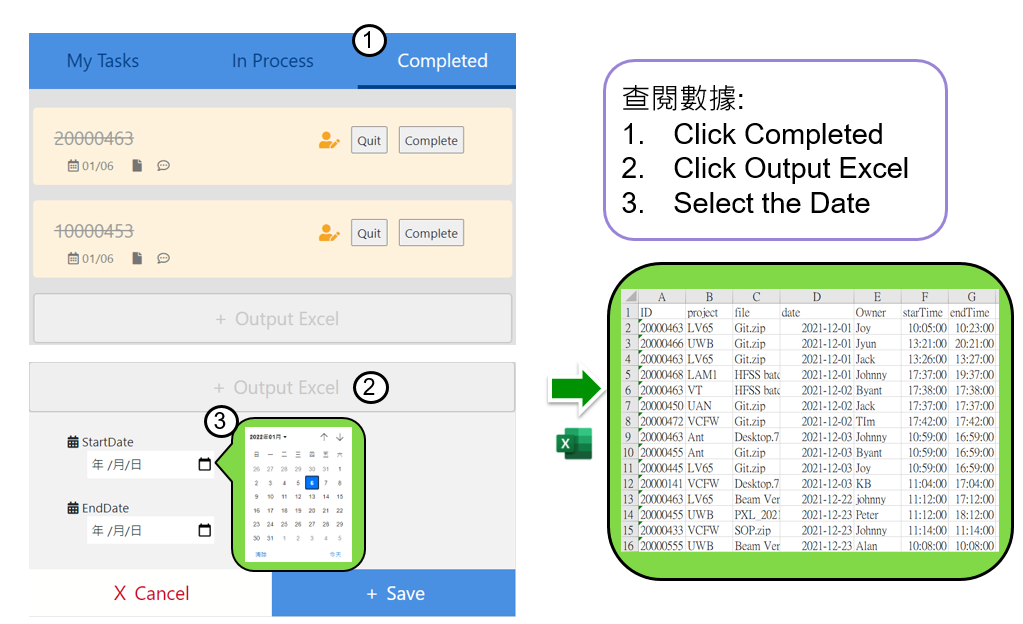 My Tasks In Process 1 Completed
20000463 Quit Complete
01/06
10000453 Quit Complete
01/06
+ Output Excel
+ Output Excel 2
3
StartDate
年 /月/日
EndDate
年 /月/日
2022年01月
日 一 二 三 四 五 六
26 27 28 29 30 31 1
2 3 4 5 6 7 8
9 10 11 12 13 14 15
16 17 18 19 20 21 22
23 24 25 26 27 28 29
30 31 1 2 3 4 5
清除 今天
X Cancel + Save
查閱數據:
1. Click Completed
2. Click Output Excel
3. Select the Date
A B C D E F G
1 ID project file date Owner starTime endTime
2 20000463 LV65 Git.zip 2021-12-01 Joy 10:05:00 10:23:00
3 20000466 UWB Git.zip 2021-12-01 Jyun 13:21:00 20:21:00
4 20000463 LV65 Git.zip 2021-12-01 Jack 13:26:00 13:27:00
5 20000468 LAM1 HFSS batc 2021-12-01 Johnny 17:37:00 19:37:00
6 20000463 VT HFSS batc 2021-12-02 Byant 17:38:00 17:38:00
7 20000450 UAN Git.zip 2021-12-02 Jack 17:37:00 17:37:00
8 20000472 VCFW Git.zip 2021-12-02 TIm 17:42:00 17:42:00
9 20000463 Ant Desktop.7 2021-12-03 Johnny 10:59:00 16:59:00
10 20000455 Ant Git.zip 2021-12-03 Byant 10:59:00 16:59:00
11 20000445 LV65 Git.zip 2021-12-03 Joy 10:59:00 16:59:00
12 20000141 VCFW Desktop.7 2021-12-03 KB 11:04:00 17:04:00
13 20000463 LV65 Beam Ver 2021-12-22 johnny 11:12:00 17:12:00
14 20000455 UWB PXL_2021 2021-12-23 Peter 11:12:00 18:12:00
15 20000433 VCFW SOP.zip 2021-12-23 Johnny 11:14:00 11:14:00
16 20000555 UWB Beam Ver 2021-12-23 Alan 10:08:00 10:08:00
X